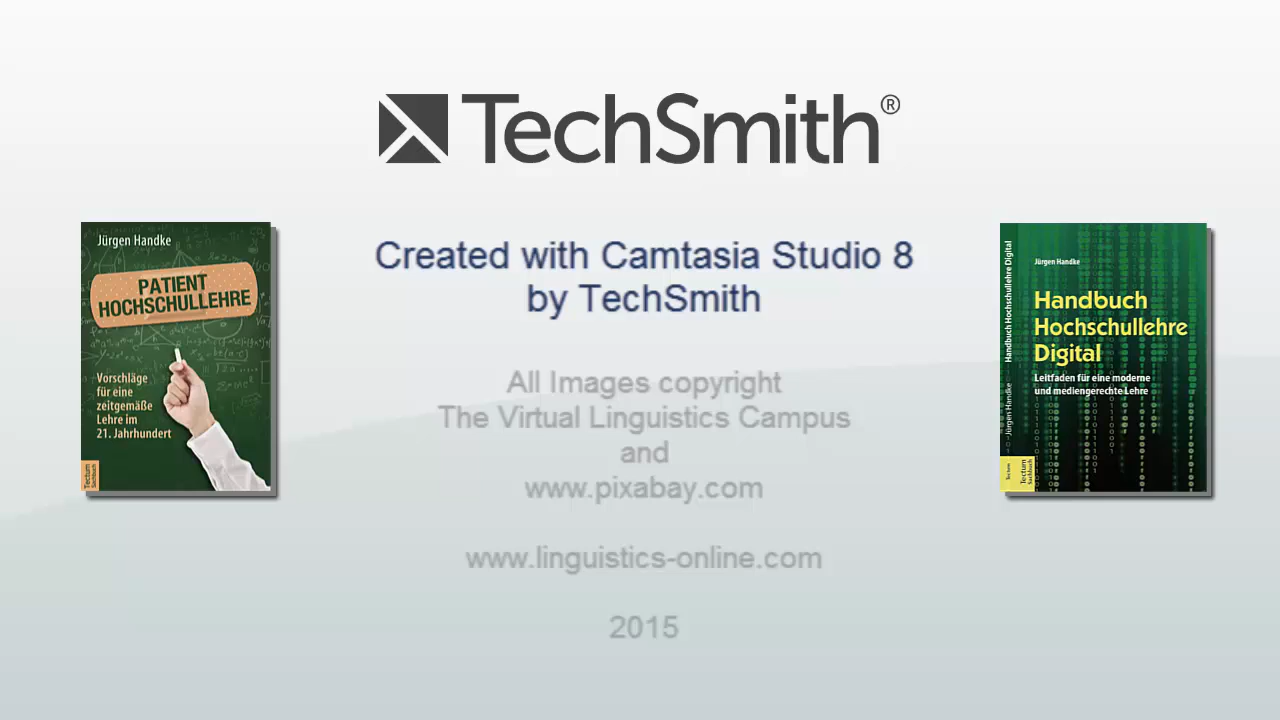 TechSmith®
Jürgen Handke
PATIENT
HOCHSCHULLEHRE
Vorschläge
für eine
zeitgemäße
Lehre im
21. Jahrhundert
Tectum
Sachbuch
Created with Camtasia Studio 8
by TechSmith
All Images copyright
The Virtual Linguistics Campus
and
www.pixabay.com
www.linguistics-online.com
2015
Jürgen Handke
Handbuch Hochschullehre Digital
Jürgen Handke
Handbuch
Hochschullehre
Digital
Leitfaden für eine moderne
und mediengerechte Lehre
Tectum
Sachbuch